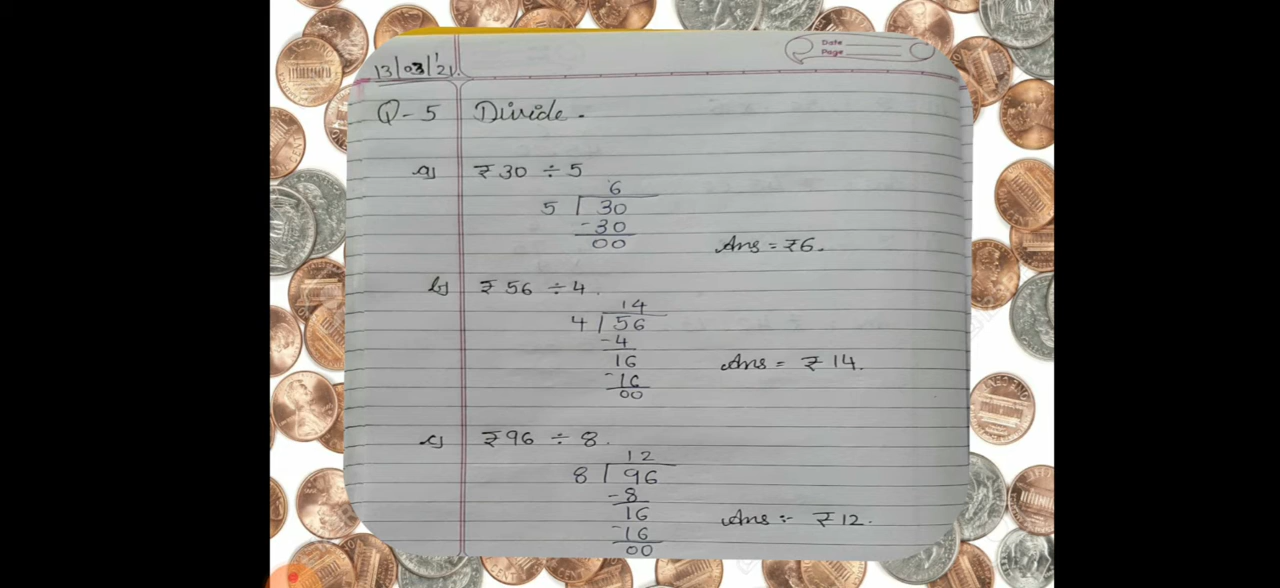 Date
Page
13/03/'21.
Q-5 Divide.
a) ₹30 ÷ 5
6
5 ⟌ 30
-30
00
Ans = ₹6.
b) ₹56 ÷ 4.
14
4 ⟌ 56
-4
16
-16
00
Ans = ₹14.
c) ₹96 ÷ 8.
12
8 ⟌ 96
-8
16
-16
00
Ans :- ₹12.